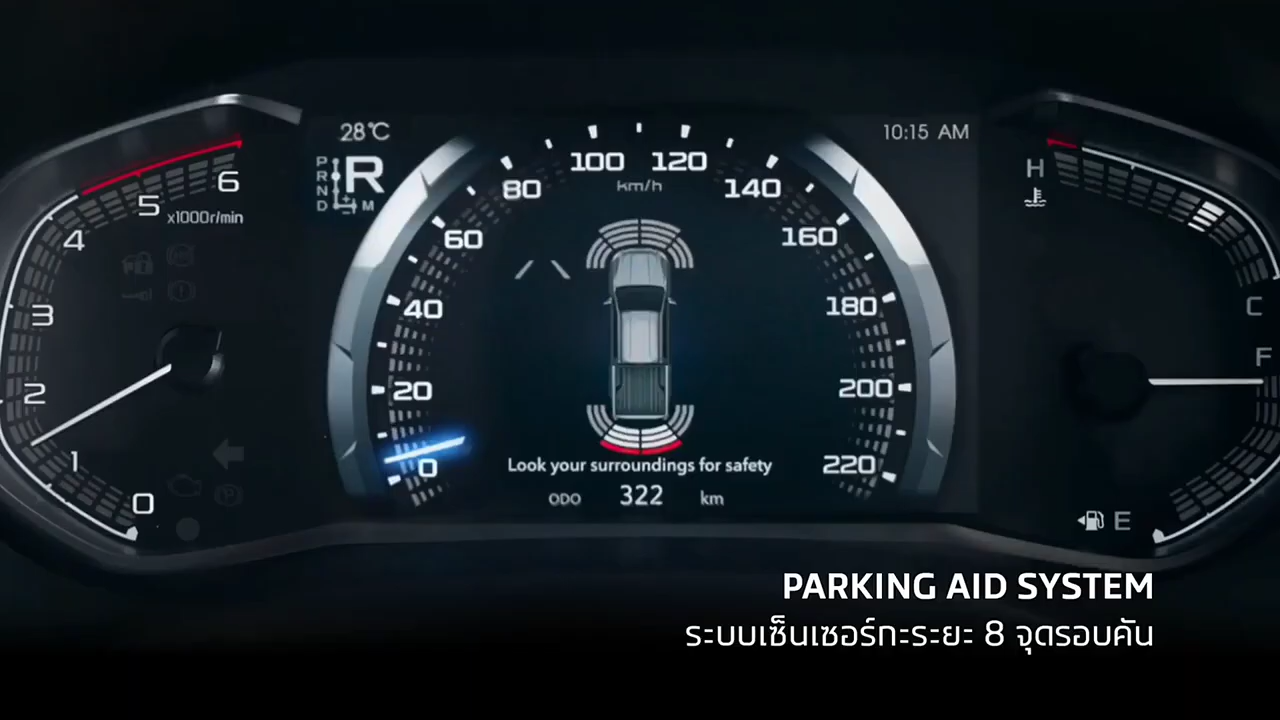 28°C
10:15 AM
P
R
N
D
R
+
-
M
6
5
x1000r/min
4
3
2
1
0
100
120
km/h
80
140
60
160
40
180
20
200
0
220
Look your surroundings for safety
ODO 322 km
H
C
F
E
PARKING AID SYSTEM
ระบบเซ็นเซอร์กะระยะ 8 จุดรอบคัน